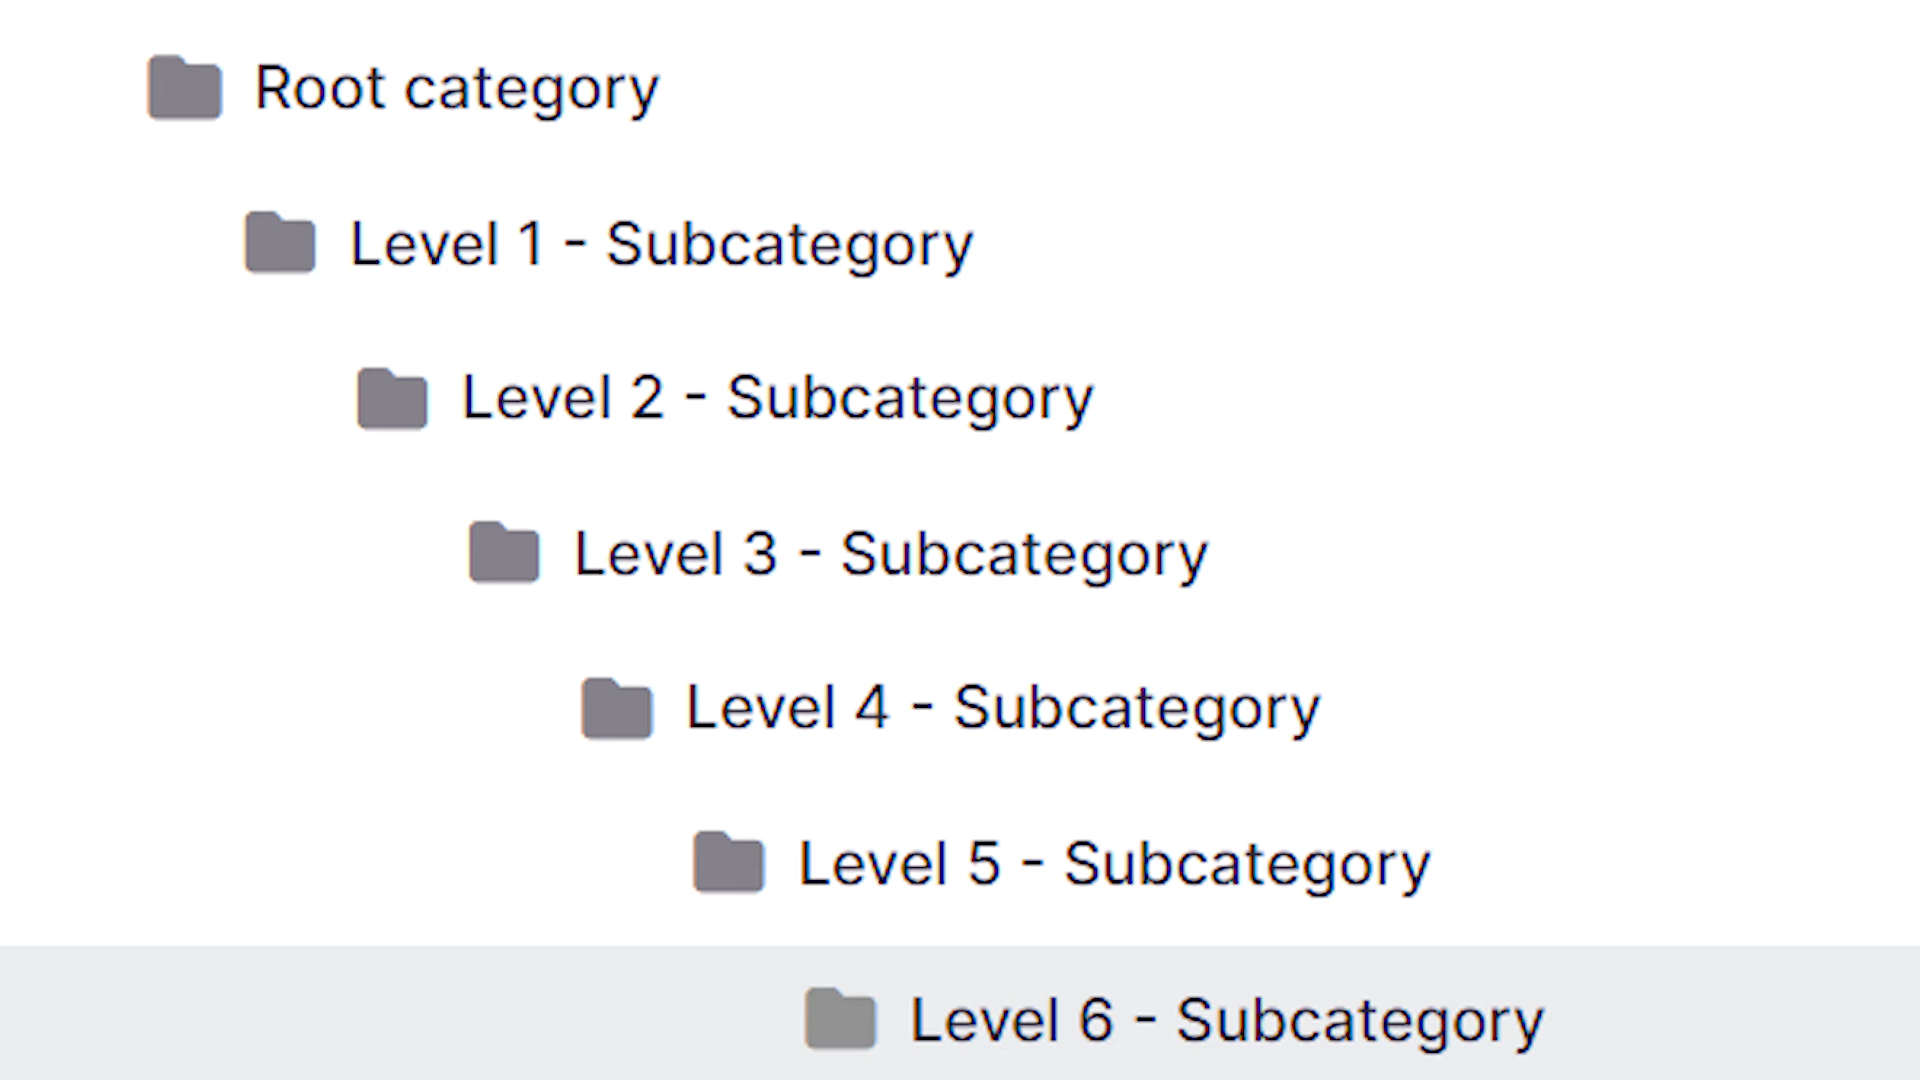 Root category
Level 1 - Subcategory
Level 2 - Subcategory
Level 3 - Subcategory
Level 4 - Subcategory
Level 5 - Subcategory
Level 6 - Subcategory